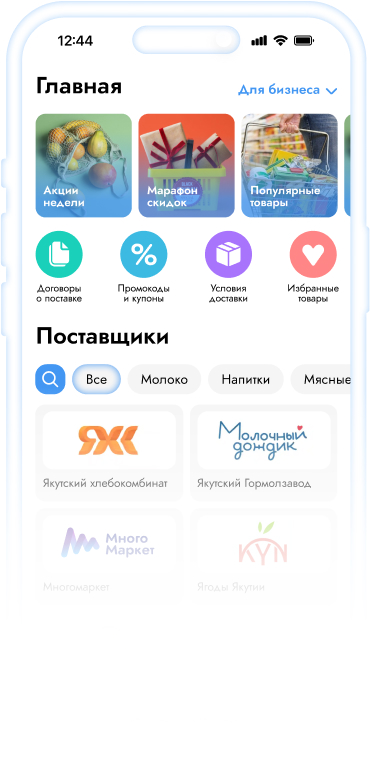 12:44
Главная
Для бизнеса
Акции
недели
Марафон
скидок
Популярные
товары
Договоры
о поставке
Промокоды
и купоны
Условия
доставки
Избранные
товары
Поставщики
Все
Молоко
Напитки
Мясные
ЯХК
Молочный
дождик
Якутский хлебокомбинат
Якутский Гормолзавод
Много
Маркет
KYN
Многомаркет
Ягоды Якутии